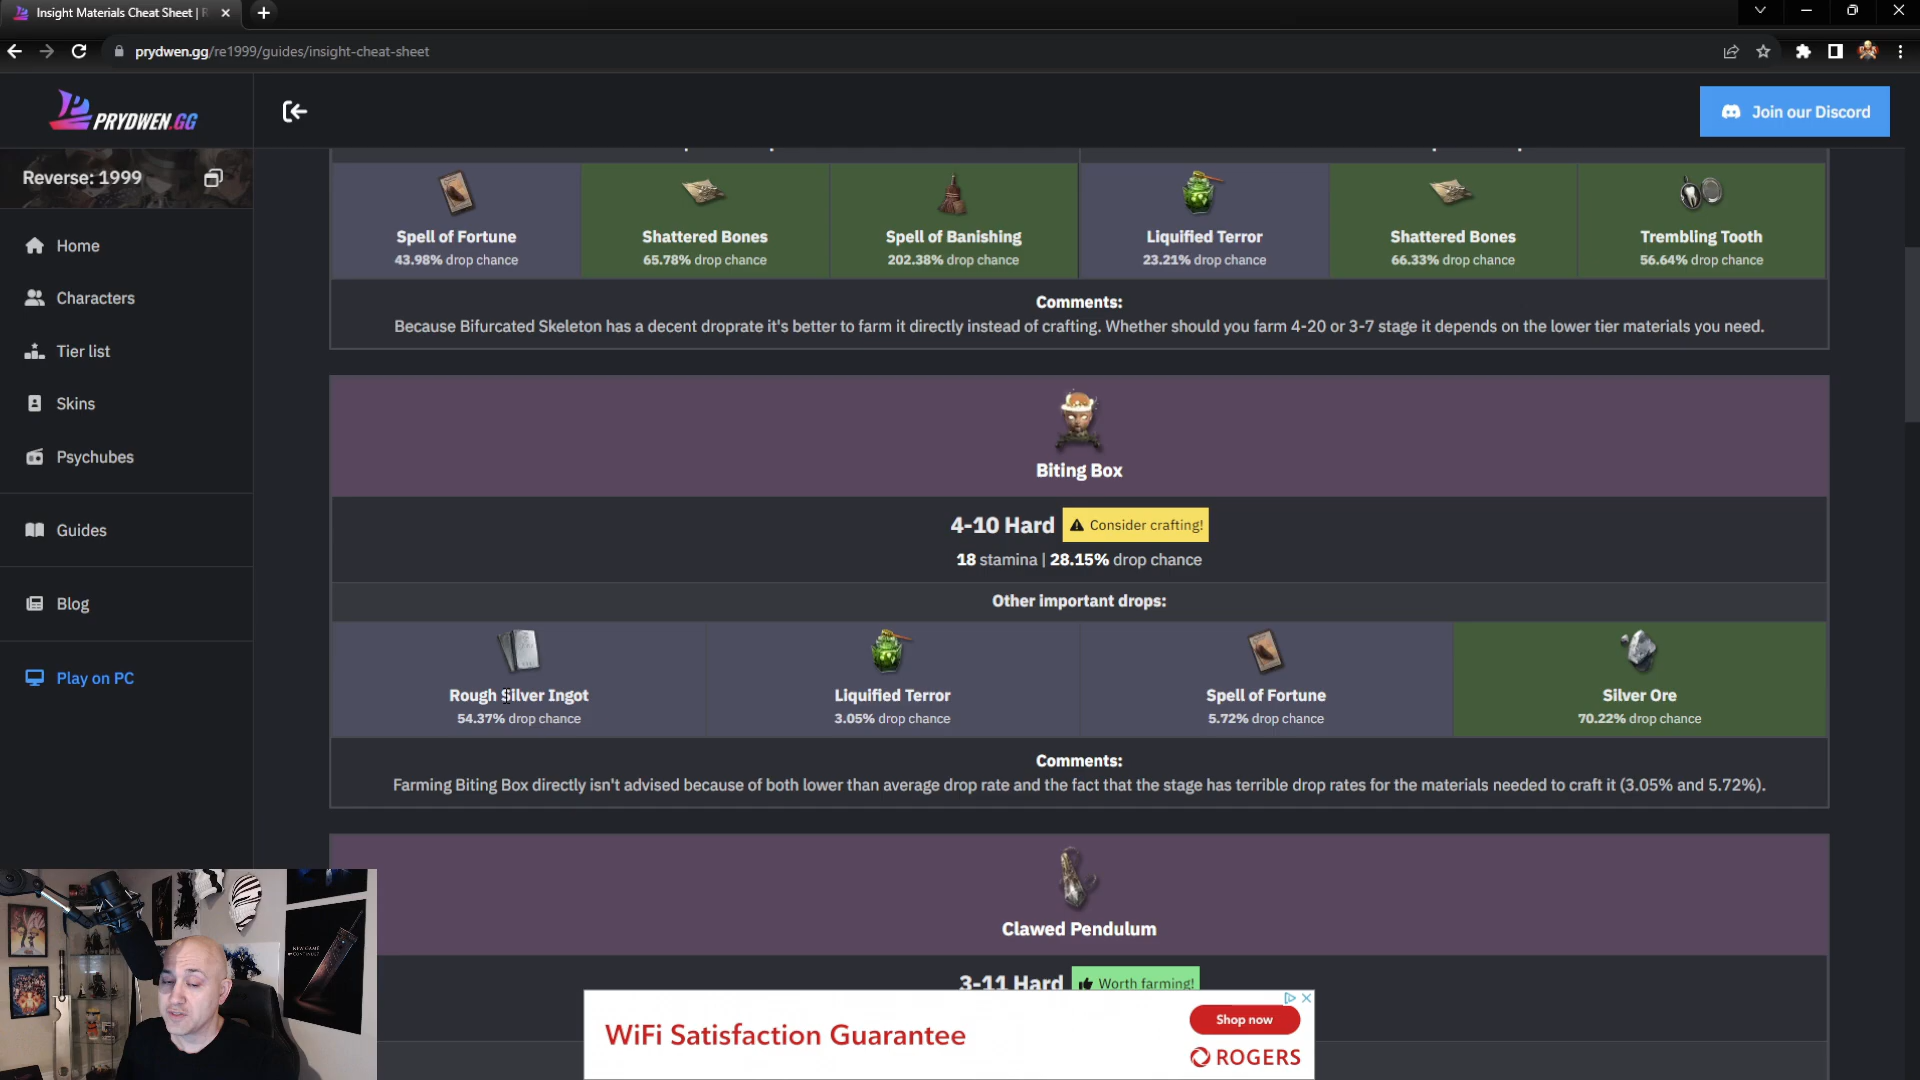 Insight Materials Cheat Sheet | R
prydwen.gg/re1999/guides/insight-cheat-sheet
PRYDWEN.GG
Join our Discord
Reverse: 1999
Home
Characters
Tier list
Skins
Psychubes
Guides
Blog
Play on PC
Spell of Fortune
43.98% drop chance
Shattered Bones
65.78% drop chance
Spell of Banishing
202.38% drop chance
Liquified Terror
23.21% drop chance
Shattered Bones
66.33% drop chance
Trembling Tooth
56.64% drop chance
Comments:
Because Bifurcated Skeleton has a decent droprate it's better to farm it directly instead of crafting. Whether should you farm 4-20 or 3-7 stage it depends on the lower tier materials you need.
Biting Box
4-10 Hard Consider crafting!
18 stamina | 28.15% drop chance
Other important drops:
Rough Silver Ingot
54.37% drop chance
Liquified Terror
3.05% drop chance
Spell of Fortune
5.72% drop chance
Silver Ore
70.22% drop chance
Comments:
Farming Biting Box directly isn't advised because of both lower than average drop rate and the fact that the stage has terrible drop rates for the materials needed to craft it (3.05% and 5.72%).
Clawed Pendulum
3-11 Hard Worth farming!
WiFi Satisfaction Guarantee
Shop now
ROGERS
NEW GAME
CONTINUE